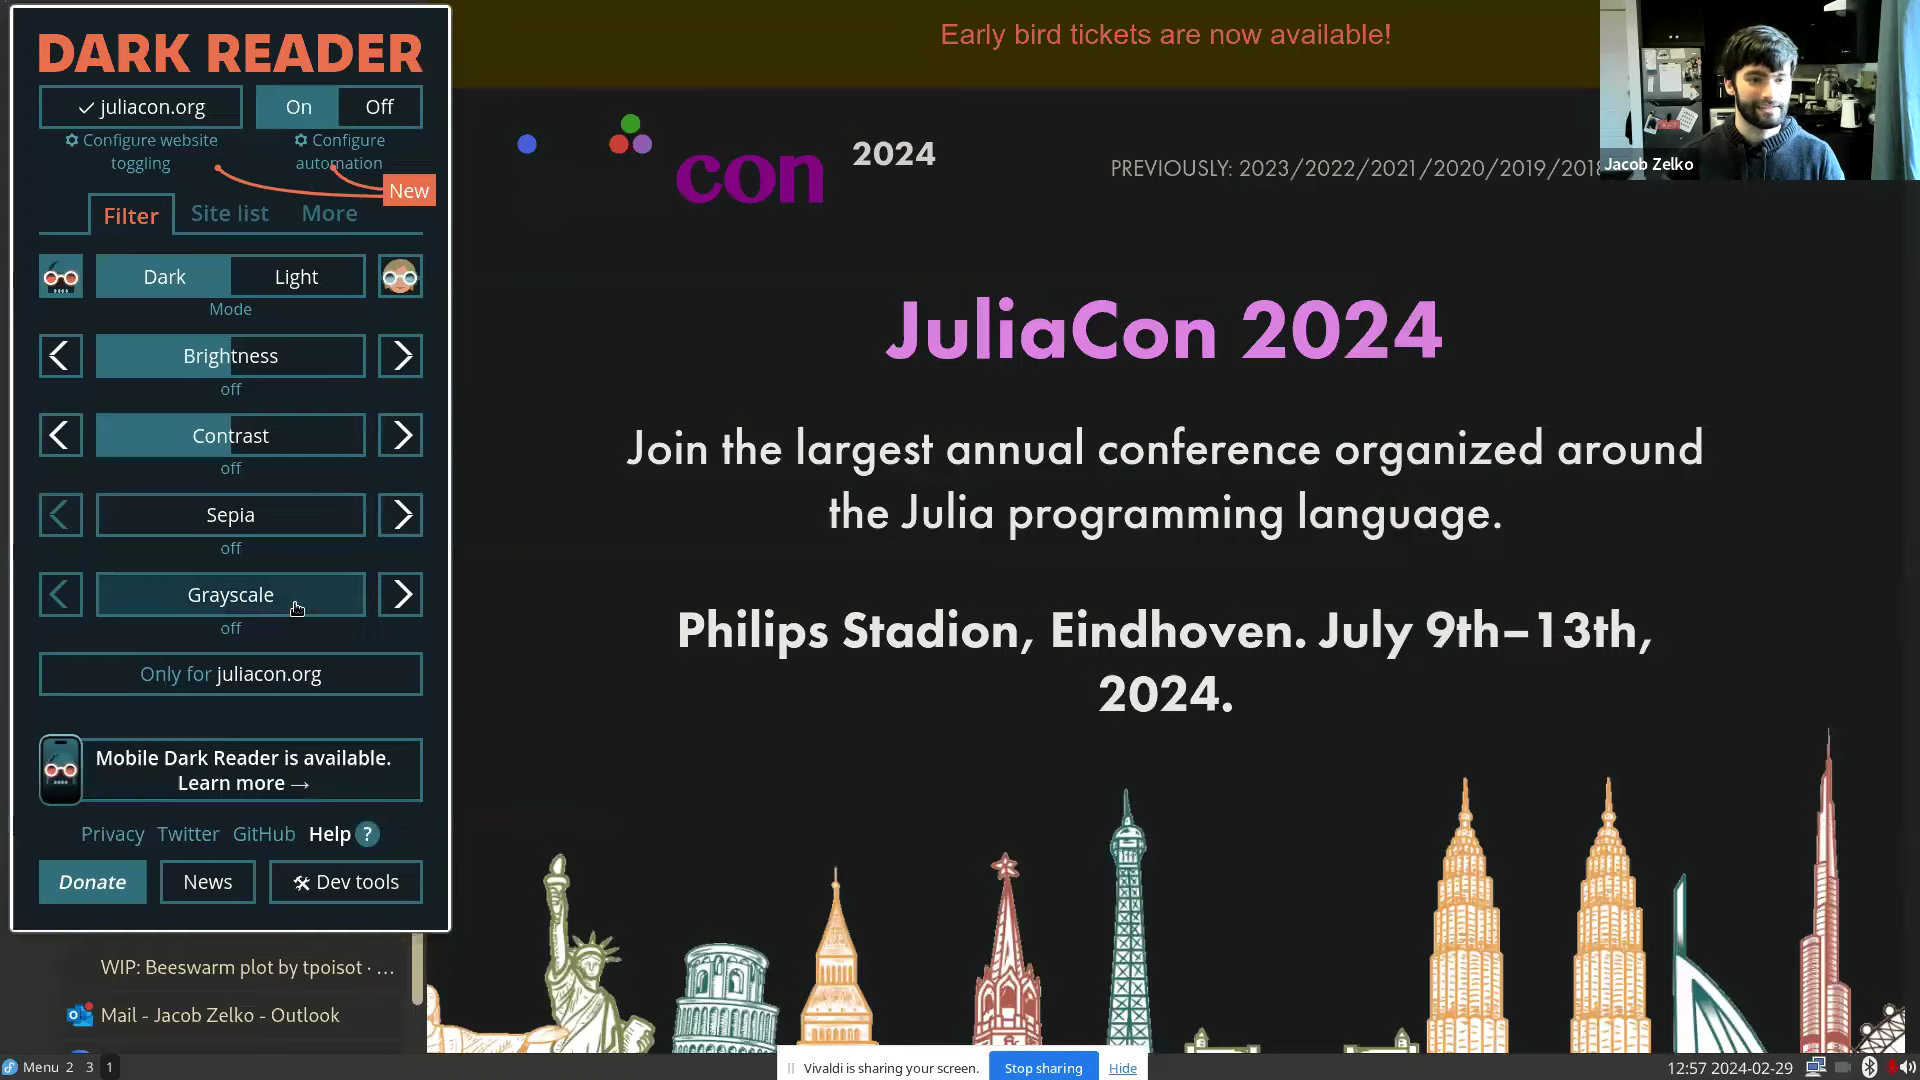 DARK READER
juliacon.org
On
Off
Configure website
toggling
Configure
automation
New
Filter
Site list
More
Dark
Light
Mode
Brightness
off
Contrast
off
Sepia
off
Grayscale
off
Only for juliacon.org
Mobile Dark Reader is available.
Learn more →
Privacy
Twitter
GitHub
Help ?
Donate
News
Dev tools
WIP: Beeswarm plot by tpoisot · ...
Mail - Jacob Zelko - Outlook
Early bird tickets are now available!
con
2024
PREVIOUSLY: 2023/2022/2021/2020/2019/2018
Jacob Zelko
JuliaCon 2024
Join the largest annual conference organized around
the Julia programming language.
Philips Stadion, Eindhoven. July 9th–13th,
2024.
Menu 2 3 1
Vivaldi is sharing your screen.
Stop sharing
Hide
12:57 2024-02-29